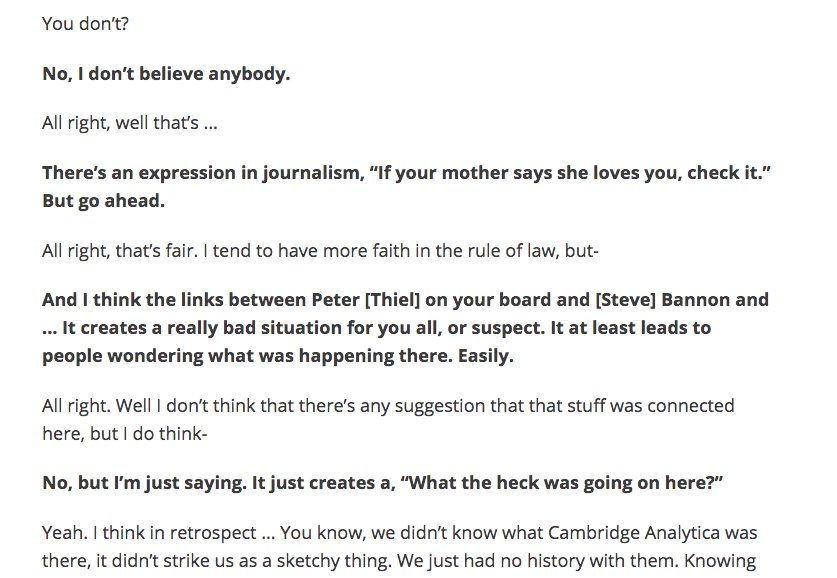 You don’t?
No, I don’t believe anybody.
All right, well that’s …
There’s an expression in journalism, “If your mother says she loves you, check it.”
But go ahead.
All right, that’s fair. I tend to have more faith in the rule of law, but-
And I think the links between Peter [Thiel] on your board and [Steve] Bannon and
… It creates a really bad situation for you all, or suspect. It at least leads to
people wondering what was happening there. Easily.
All right. Well I don’t think that there’s any suggestion that that stuff was connected
here, but I do think-
No, but I’m just saying. It just creates a, “What the heck was going on here?”
Yeah. I think in retrospect … You know, we didn’t know what Cambridge Analytica was
there, it didn’t strike us as a sketchy thing. We just had no history with them. Knowing